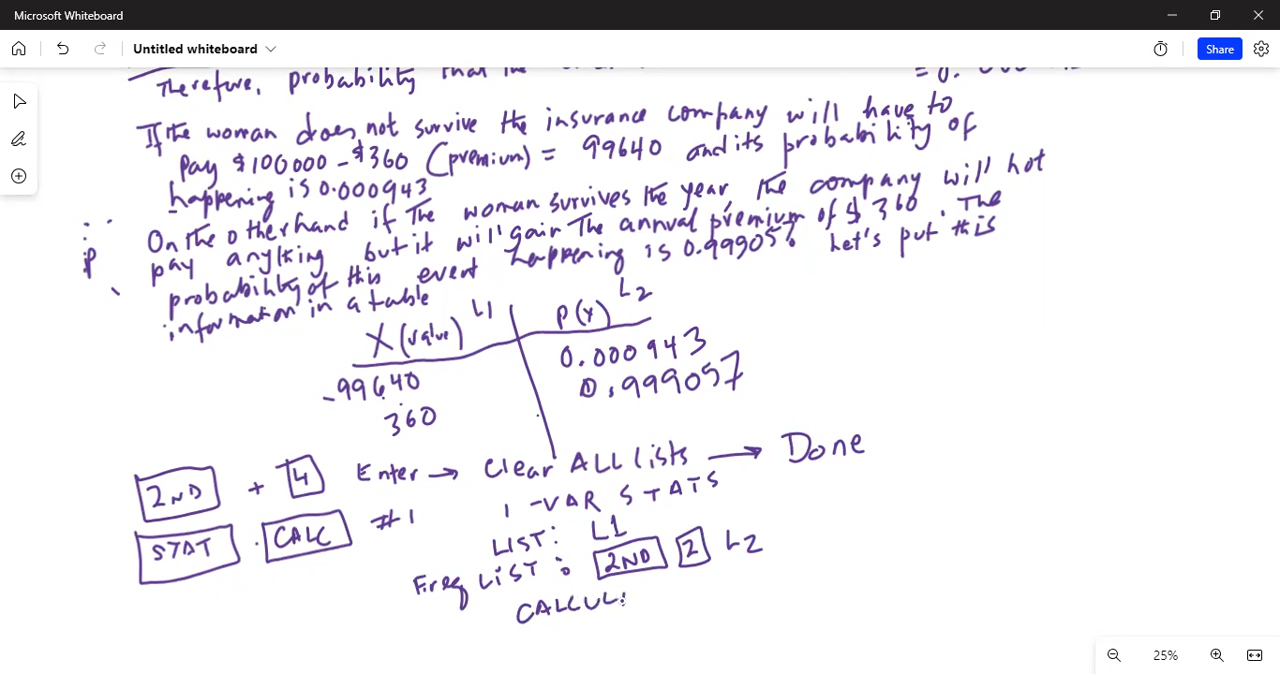 Microsoft Whiteboard
Untitled whiteboard
Share
Therefore, probability that the
= 0.
If the woman does not survive the insurance company will have to
pay $100000 - $360 (premium) = 99640 and its probability of
happening is 0.000943
On the other hand if the woman survives the year, the company will not
pay anything but it will gain the annual premium of $360. The
probability of this event happening is 0.999057 Let's put this
information in a table
X (value) L1 P(x) L2
-99640 0.000943
360 0.999057
2ND + 4 Enter → Clear ALL lists → Done
STAT . CALC #1 1-VAR STATS
LIST: L1
Freq LIST: 2ND 2 L2
CALCUL
25%